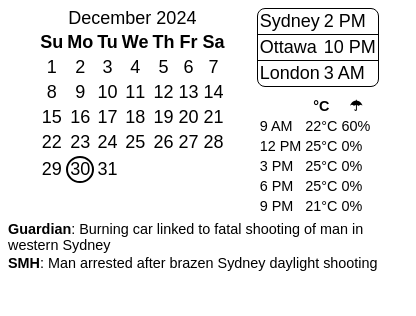 December 2024
Su Mo Tu We Th Fr Sa
1 2 3 4 5 6 7
8 9 10 11 12 13 14
15 16 17 18 19 20 21
22 23 24 25 26 27 28
29 30 31
Sydney 2 PM
Ottawa 10 PM
London 3 AM
°C ☂
9 AM 22°C 60%
12 PM 25°C 0%
3 PM 25°C 0%
6 PM 25°C 0%
9 PM 21°C 0%
Guardian: Burning car linked to fatal shooting of man in
western Sydney
SMH: Man arrested after brazen Sydney daylight shooting